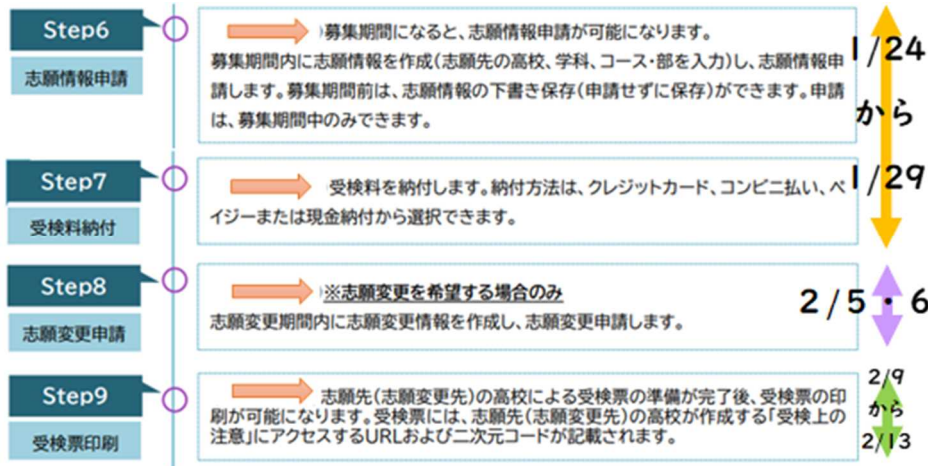 Step6
志願情報申請
募集期間になると、志願情報申請が可能になります。
募集期間内に志願情報を作成(志願先の高校、学科、コース・部を入力)し、志願情報申
請します。募集期間前は、志願情報の下書き保存(申請せずに保存)ができます。申請
は、募集期間中のみできます。
1/24
から
1/29
Step7
受検料納付
受検料を納付します。納付方法は、クレジットカード、コンビニ払い、ペ
イジーまたは現金納付から選択できます。
Step8
志願変更申請
※志願変更を希望する場合のみ
志願変更期間内に志願変更情報を作成し、志願変更申請します。
2/5・6
Step9
受検票印刷
志願先(志願変更先)の高校による受検票の準備が完了後、受検票の印
刷が可能になります。受検票には、志願先(志願変更先)の高校が作成する「受検上の
注意」にアクセスするURLおよび二次元コードが記載されます。
2/9
から
2/13